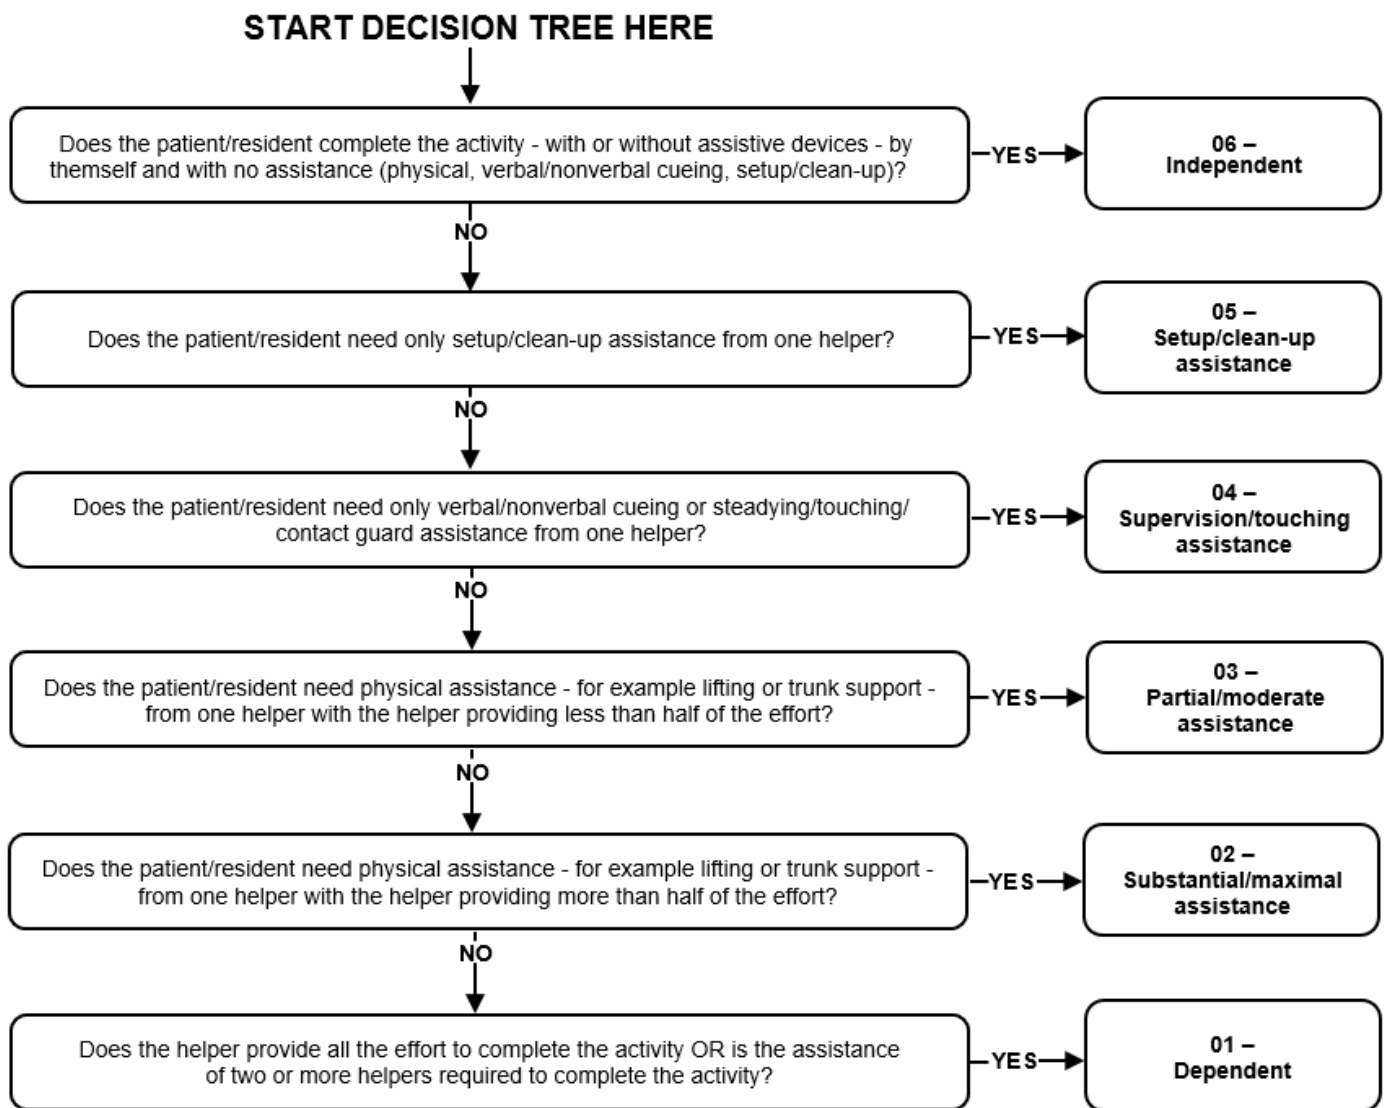 START DECISION TREE HERE
Does the patient/resident complete the activity - with or without assistive devices - by
themself and with no assistance (physical, verbal/nonverbal cueing, setup/clean-up)?
YES
06 –
Independent
NO
Does the patient/resident need only setup/clean-up assistance from one helper?
YES
05 –
Setup/clean-up
assistance
NO
Does the patient/resident need only verbal/nonverbal cueing or steadying/touching/
contact guard assistance from one helper?
YES
04 –
Supervision/touching
assistance
NO
Does the patient/resident need physical assistance - for example lifting or trunk support -
from one helper with the helper providing less than half of the effort?
YES
03 –
Partial/moderate
assistance
NO
Does the patient/resident need physical assistance - for example lifting or trunk support -
from one helper with the helper providing more than half of the effort?
YES
02 –
Substantial/maximal
assistance
NO
Does the helper provide all the effort to complete the activity OR is the assistance
of two or more helpers required to complete the activity?
YES
01 –
Dependent